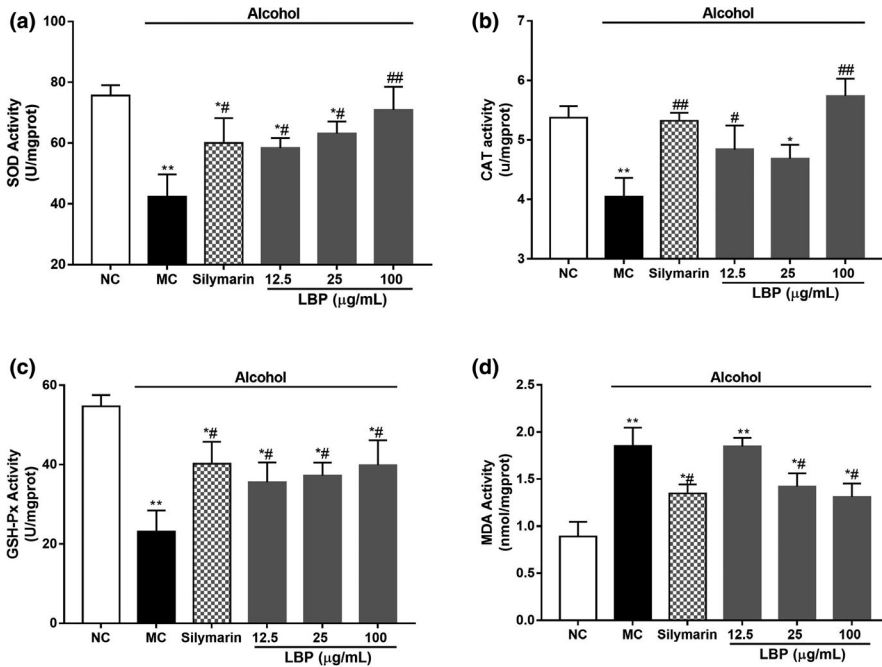 (a)
Alcohol
SOD Activity
(U/mgprot)
100
80
60
40
20
**
*#
*#
*#
##
NC MC Silymarin 12.5 25 100
LBP (μg/mL)
(b)
Alcohol
CAT activity
(u/mgprot)
7
6
5
4
3
**
##
#
*
##
NC MC Silymarin 12.5 25 100
LBP (μg/mL)
(c)
Alcohol
GSH-Px Activity
(U/mgprot)
60
40
20
0
**
*#
*#
*#
*#
NC MC Silymarin 12.5 25 100
LBP (μg/mL)
(d)
Alcohol
MDA Activity
(nmol/mgprot)
2.5
2.0
1.5
1.0
0.5
0.0
**
*#
**
*#
*#
NC MC Silymarin 12.5 25 100
LBP (μg/mL)